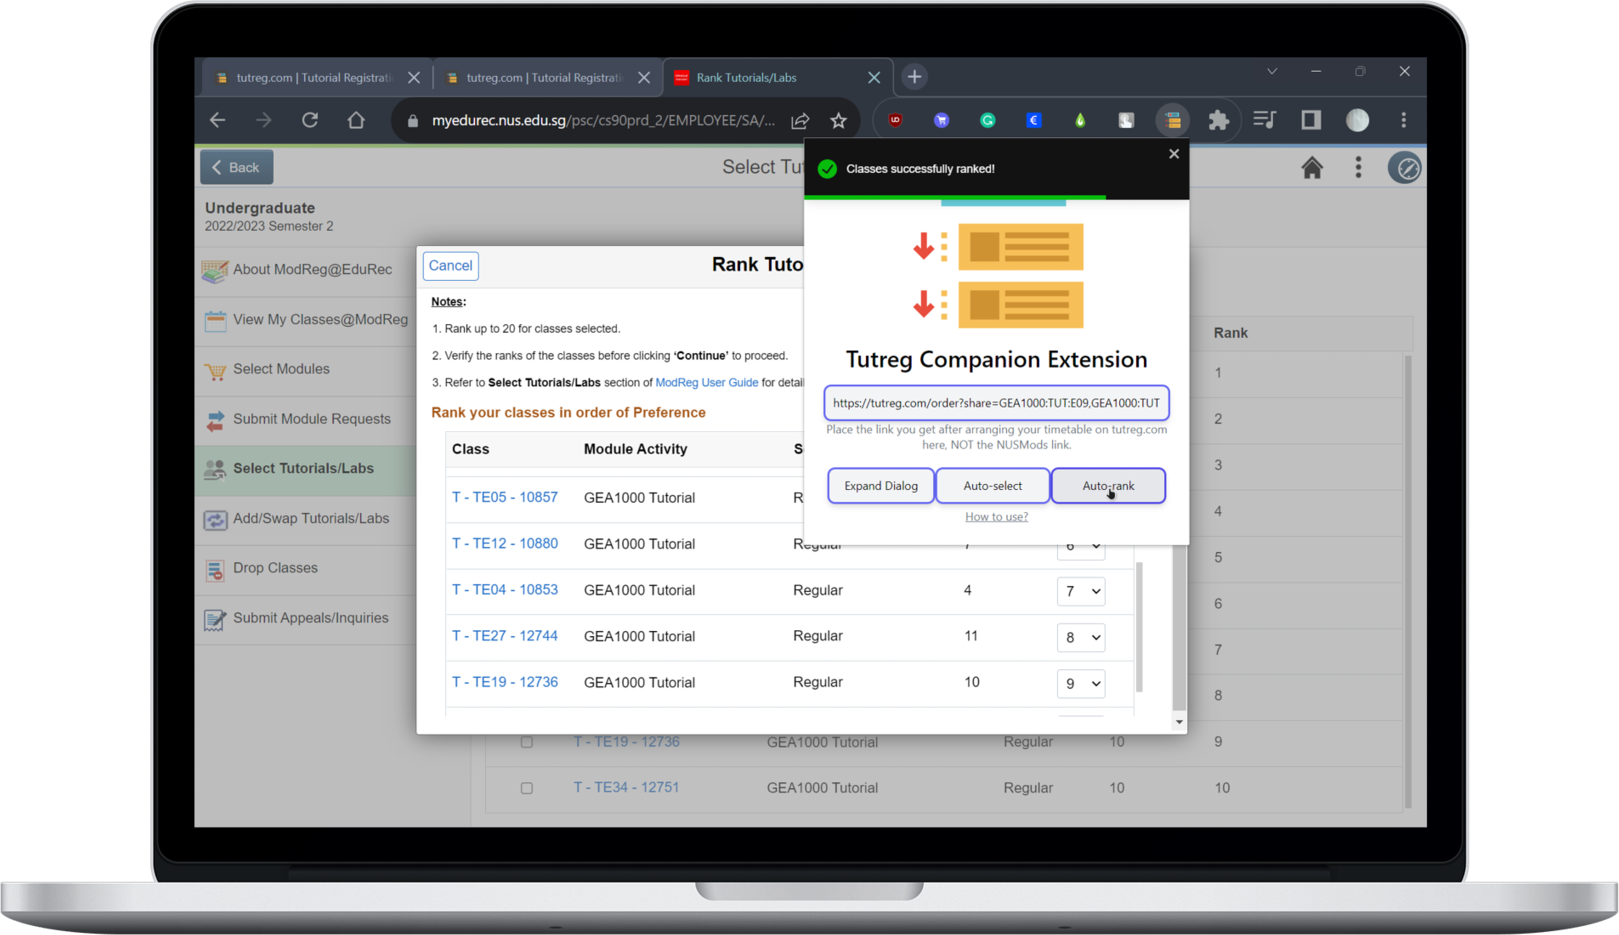 tutreg.com | Tutorial Registrati
tutreg.com | Tutorial Registrati
Rank Tutorials/Labs
myedurec.nus.edu.sg/psc/cs90prd_2/EMPLOYEE/SA/...
Back
Select Tu
Classes successfully ranked!
Undergraduate
2022/2023 Semester 2
About ModReg@EduRec
View My Classes@ModReg
Select Modules
Submit Module Requests
Select Tutorials/Labs
Add/Swap Tutorials/Labs
Drop Classes
Submit Appeals/Inquiries
Cancel
Rank Tuto
Notes:
1. Rank up to 20 for classes selected.
2. Verify the ranks of the classes before clicking 'Continue' to proceed.
3. Refer to Select Tutorials/Labs section of ModReg User Guide for detai
Rank your classes in order of Preference
Class Module Activity S
T - TE05 - 10857 GEA1000 Tutorial R
T - TE12 - 10880 GEA1000 Tutorial Regular 7 6
T - TE04 - 10853 GEA1000 Tutorial Regular 4 7
T - TE27 - 12744 GEA1000 Tutorial Regular 11 8
T - TE19 - 12736 GEA1000 Tutorial Regular 10 9
Tutreg Companion Extension
https://tutreg.com/order?share=GEA1000:TUT:E09,GEA1000:TUT
Place the link you get after arranging your timetable on tutreg.com
here, NOT the NUSMods link.
Expand Dialog
Auto-select
Auto-rank
How to use?
Rank
1
2
3
4
5
6
7
8
T - TE19 - 12736 GEA1000 Tutorial Regular 10 9
T - TE34 - 12751 GEA1000 Tutorial Regular 10 10